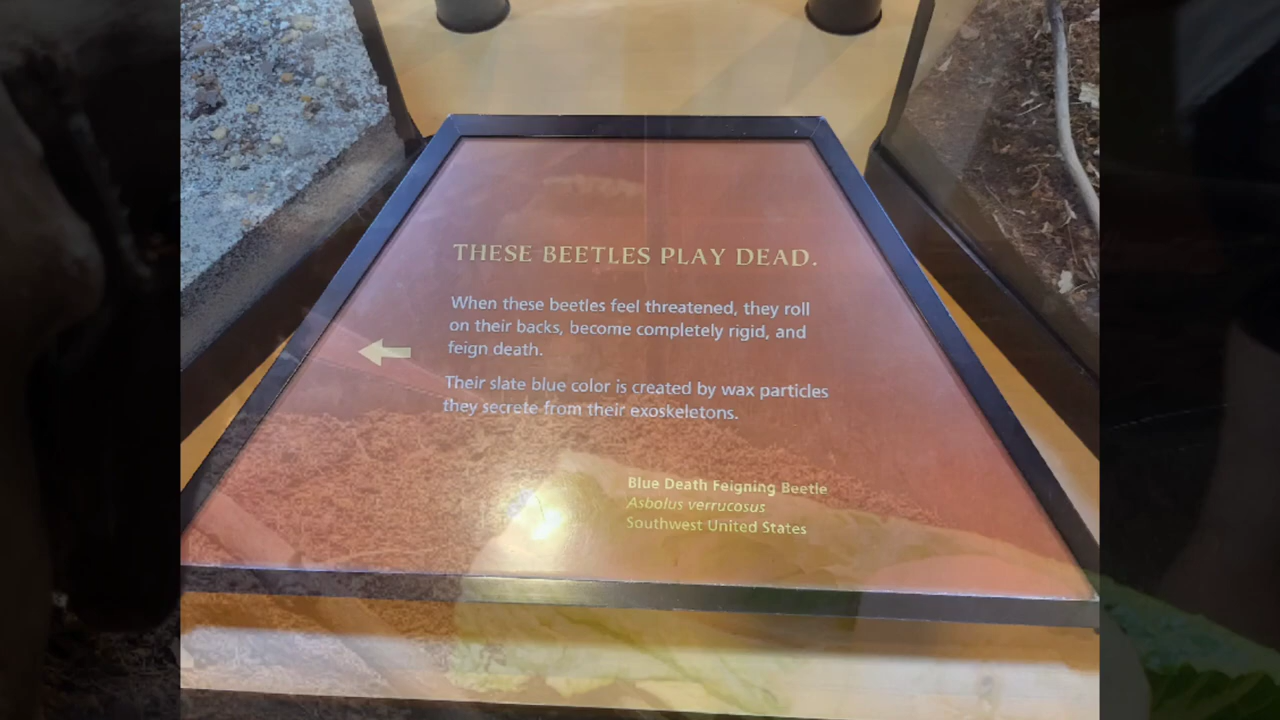 THESE BEETLES PLAY DEAD.
When these beetles feel threatened, they roll
on their backs, become completely rigid, and
feign death.
Their slate blue color is created by wax particles
they secrete from their exoskeletons.
Blue Death Feigning Beetle
Asbolus verrucosus
Southwest United States